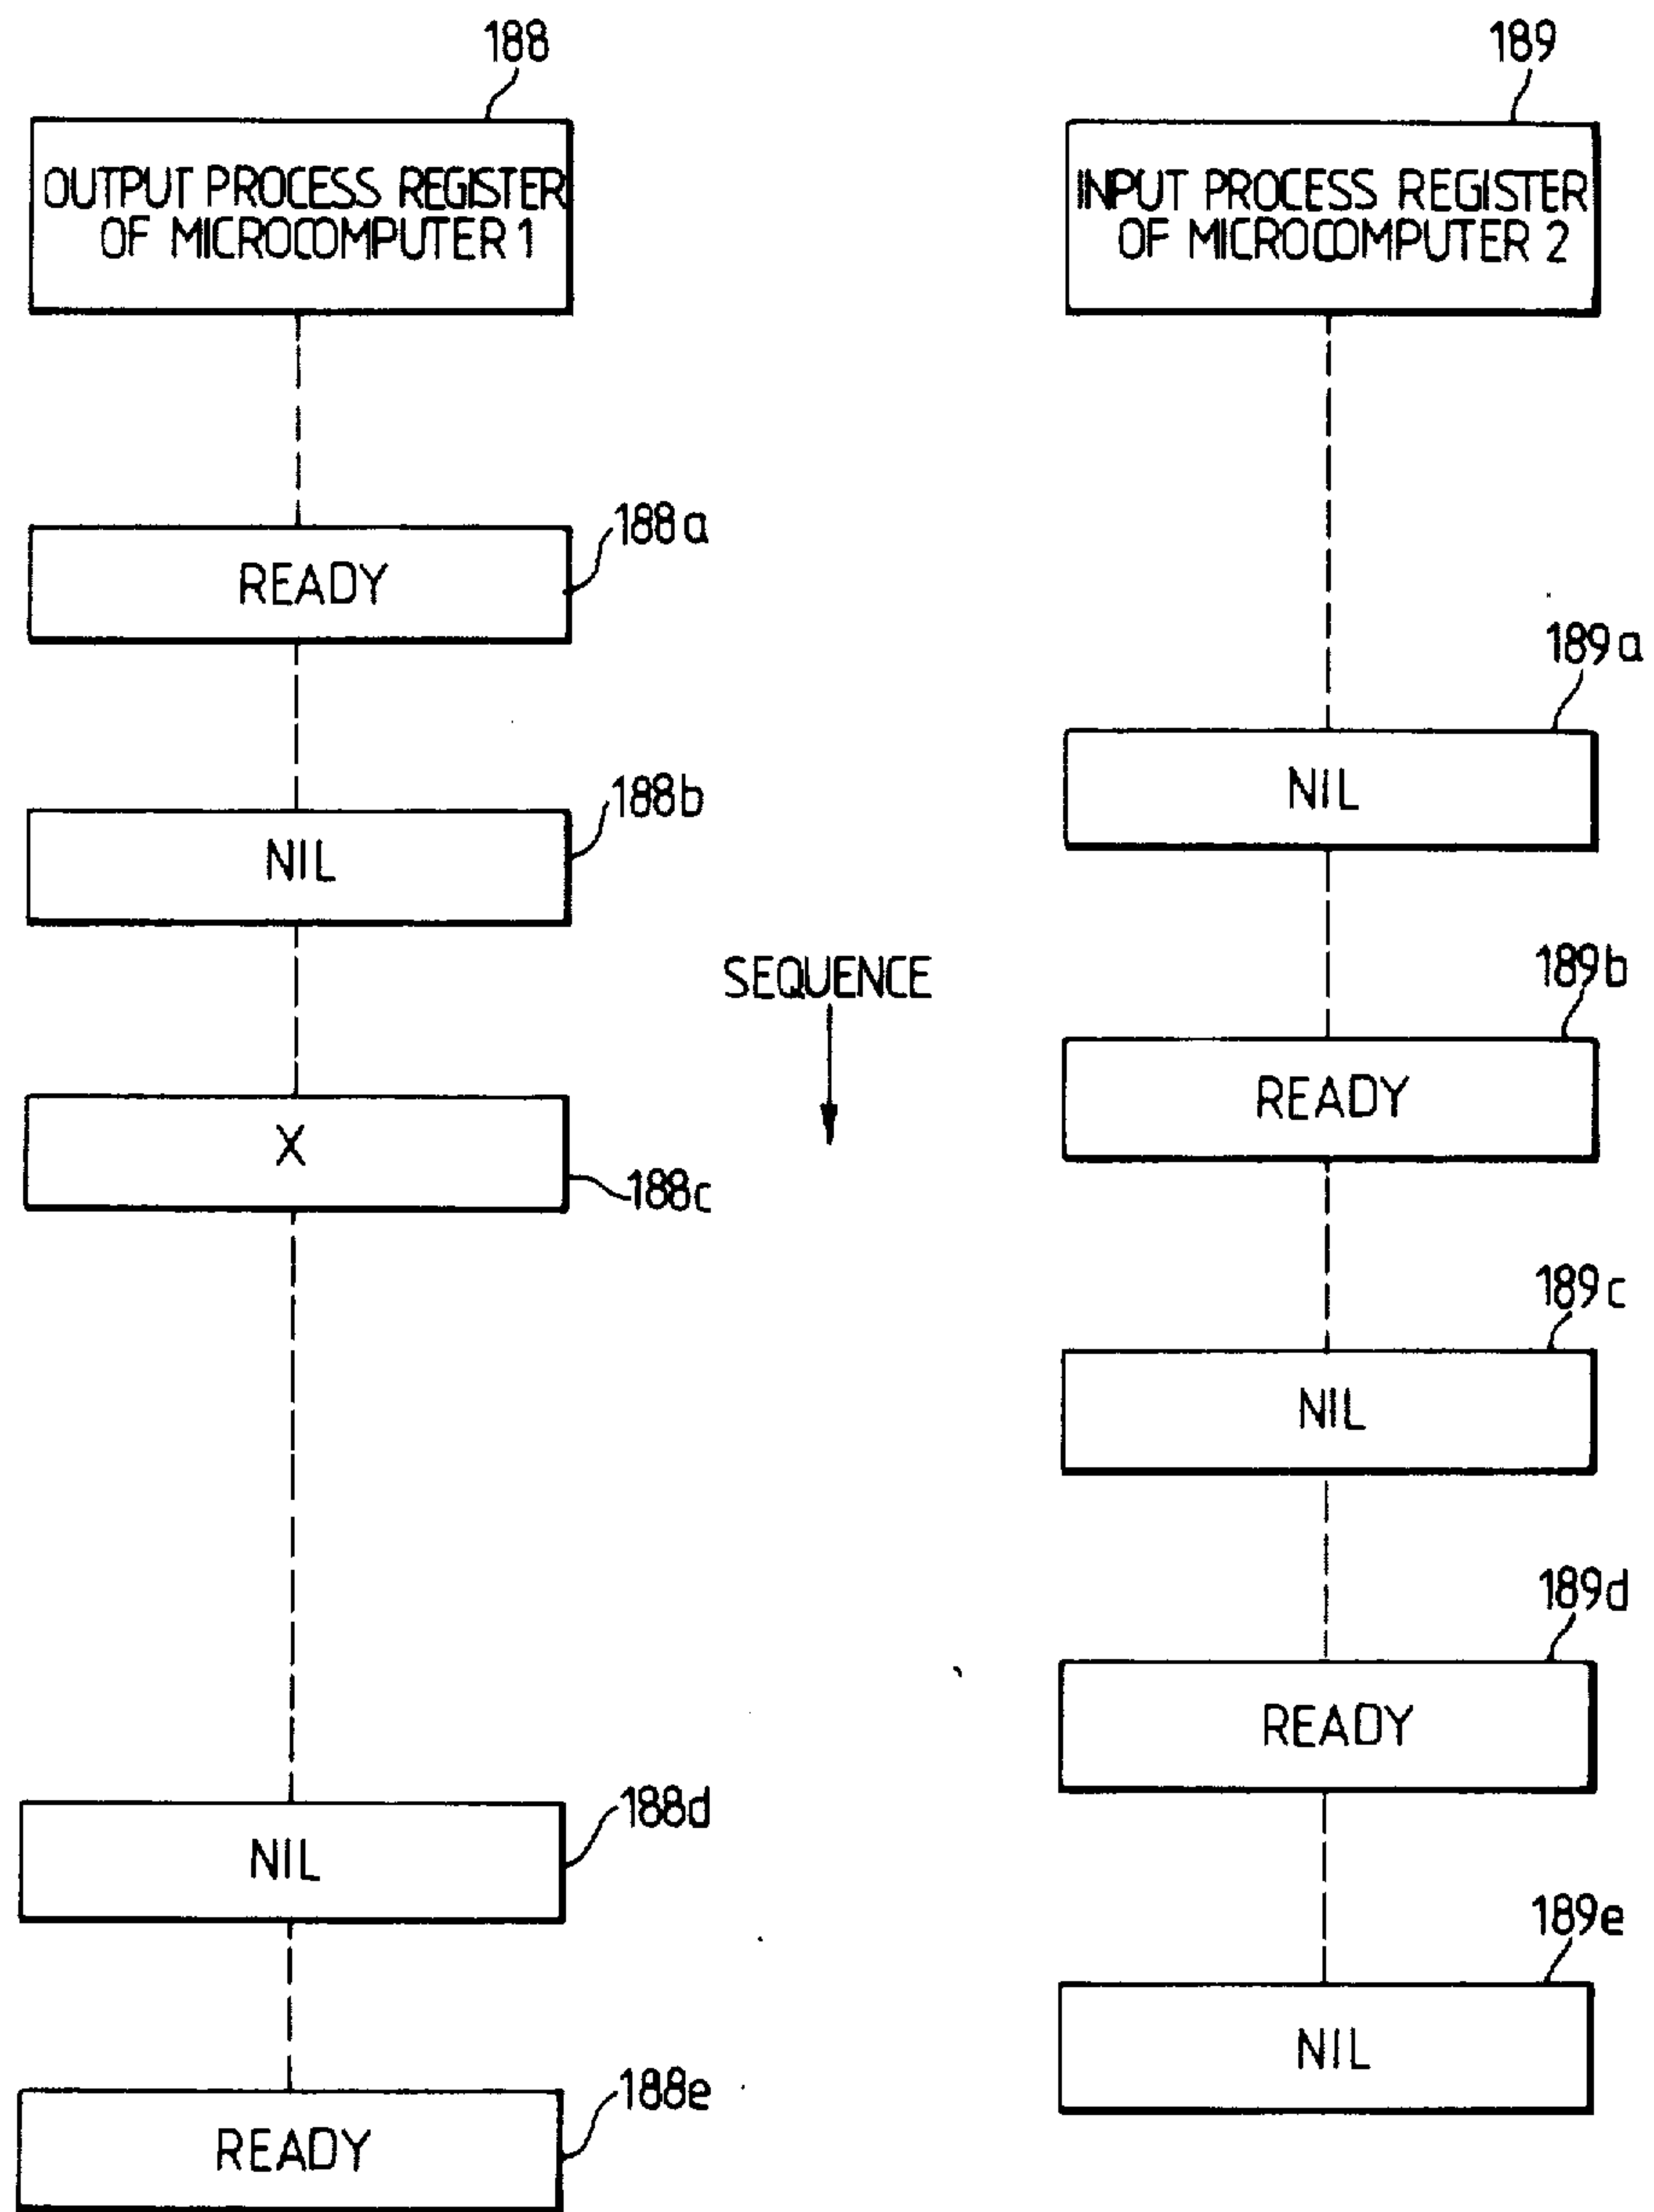 188
OUTPUT PROCESS REGISTER
OF MICROCOMPUTER 1
188a
READY
188b
NIL
X
188c
188d
NIL
188e
READY
SEQUENCE
189
INPUT PROCESS REGISTER
OF MICROCOMPUTER 2
189a
NIL
189b
READY
189c
NIL
189d
READY
189e
NIL